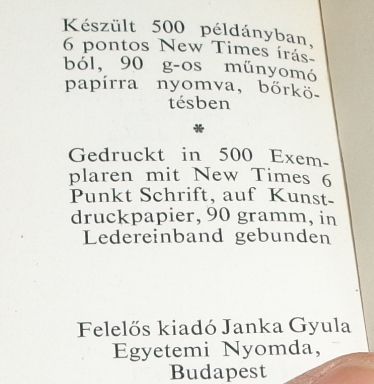 Készült 500 példányban,
6 pontos New Times írás-
ból, 90 g-os műnyomó
papírra nyomva, bőrkö-
tésben
*
Gedruckt in 500 Exem-
plaren mit New Times 6
Punkt Schrift, auf Kunst-
druckpapier, 90 gramm, in
Ledereinband gebunden
Felelős kiadó Janka Gyula
Egyetemi Nyomda,
Budapest